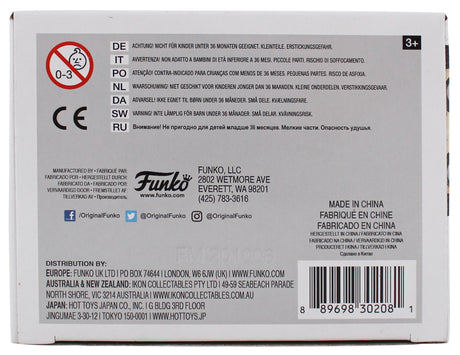 0-3
DE ACHTUNG! NICHT FÜR KINDER UNTER 36 MONATEN GEEIGNET. KLEINTEILE. ERSTICKUNGSGEFAHR.
IT AVVERTENZA! NON ADATTO A BAMBINI DI ETÀ INFERIORE A 36 MESI. PICCOLE PARTI. RISCHIO DI SOFFOCAMENTO.
PO ATENÇÃO! CONTRA-INDICADO PARA CRIANÇAS COM MENOS DE 36 MESES. PEQUENAS PARTES. RISCO DE ASFIXIA.
NL WAARSCHUWING! NIET GESCHIKT VOOR KINDEREN JONGER DAN 36 MAANDEN. KLEINE ONDERDELEN. VERSTIKKINGSGEVAAR.
DA ADVARSEL! IKKE EGNET TIL BØRN UNDER 36 MÅNEDER. SMÅ DELE. KVÆLNINGSFARE.
SW VARNING! INTE LÄMPLIG FÖR BARN UNDER 36 MÅNADER. SMÅ DELAR. KVÄVNINGSRISK.
RU Внимание! Не пригодно для детей младше 36 месяцев. Мелкие части. Опасность удушья.
3+
CE
MANUFACTURED BY • FABRIQUÉ PAR
FABRICADO POR • HERGESTELLT DURCH
FABBRICATO DA • FABRICADO POR
VERVAARDIGD DOOR • FREMSTILLET AF
TILLVERKAD AV • Произведено
Funko
FUNKO, LLC
2802 WETMORE AVE
EVERETT, WA 98201
(425) 783-3616
/OriginalFunko @OriginalFunko @OriginalFunko
MADE IN CHINA
FABRIQUÉ EN CHINE
FABRICADO EN CHINA
HERGESTELLT IN CHINA / FABBRICATO IN CINA
FABRICADO NA CHINA / VERVAARDIGD IN CHINA
PRODUCERET I KINA / TILLVERKAD I KINA
Сделано в Китае
DISTRIBUTION BY:
EUROPE: FUNKO UK LTD | PO BOX 74644 | LONDON, W6 6JW (UK) | WWW.FUNKO.COM
AUSTRALIA & NEW ZEALAND: IKON COLLECTABLES PTY LTD | 49-59 SEABEACH PARADE
NORTH SHORE, VIC 3214 AUSTRALIA | WWW.IKONCOLLECTABLES.COM
JAPAN: HOT TOYS JAPAN CO., INC | G BLDG 3RD FLOOR
JINGUMAE 3-30-12 | TOKYO 150-0001 | WWW.HOTTOYS.JP
8 89698 30208 1